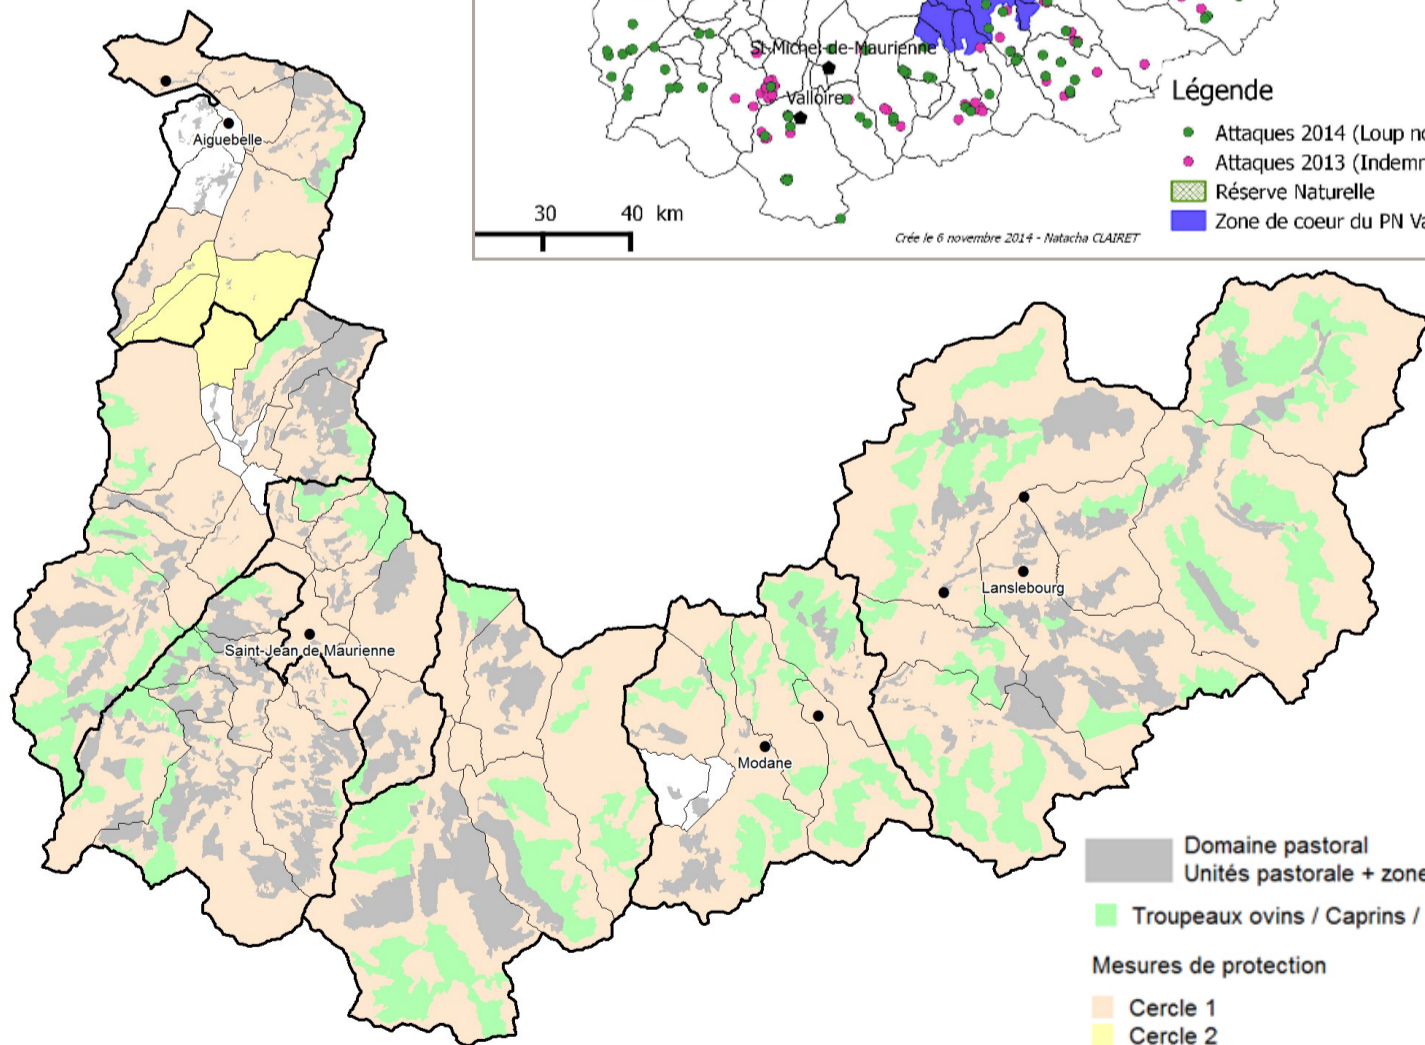 St-Michel-de-Maurienne
Valloire
Légende
Attaques 2014 (Loup no
Attaques 2013 (Indemn
Réserve Naturelle
Zone de coeur du PN Va
30 40 km
Crée le 6 novembre 2014 - Natacha CLAIRET
Aiguebelle
Saint-Jean de Maurienne
Modane
Lanslebourg
Domaine pastoral
Unités pastorale + zone
Troupeaux ovins / Caprins /
Mesures de protection
Cercle 1
Cercle 2